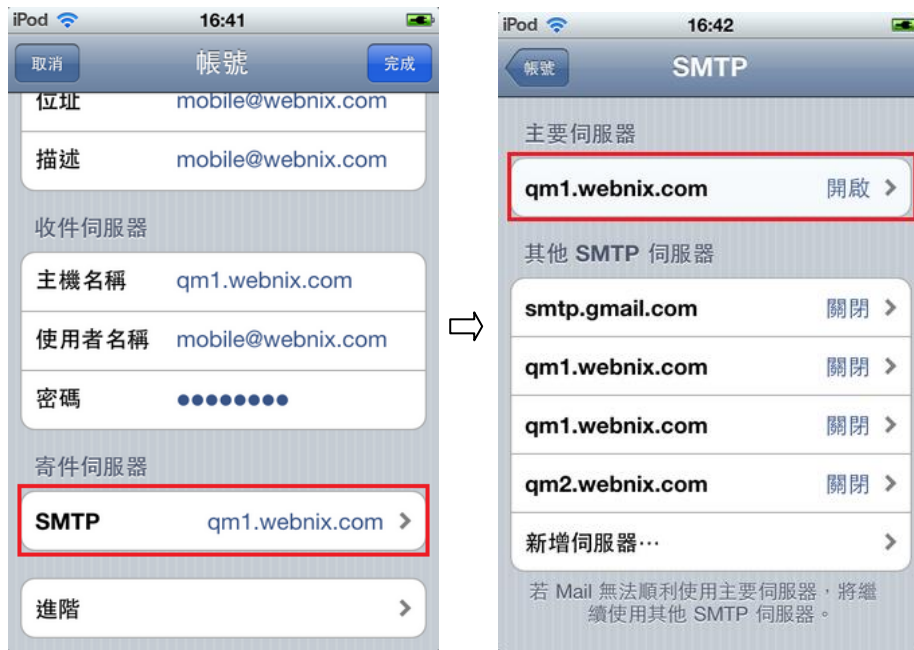 iPod 16:41
取消 帳號 完成
位址 mobile@webnix.com
描述 mobile@webnix.com
收件伺服器
主機名稱 qm1.webnix.com
使用者名稱 mobile@webnix.com
密碼 ●●●●●●●●
寄件伺服器
SMTP qm1.webnix.com
進階
iPod 16:42
帳號 SMTP
主要伺服器
qm1.webnix.com 開啟
其他 SMTP 伺服器
smtp.gmail.com 關閉
qm1.webnix.com 關閉
qm1.webnix.com 關閉
qm2.webnix.com 關閉
新增伺服器⋯
若 Mail 無法順利使用主要伺服器，將繼
續使用其他 SMTP 伺服器。